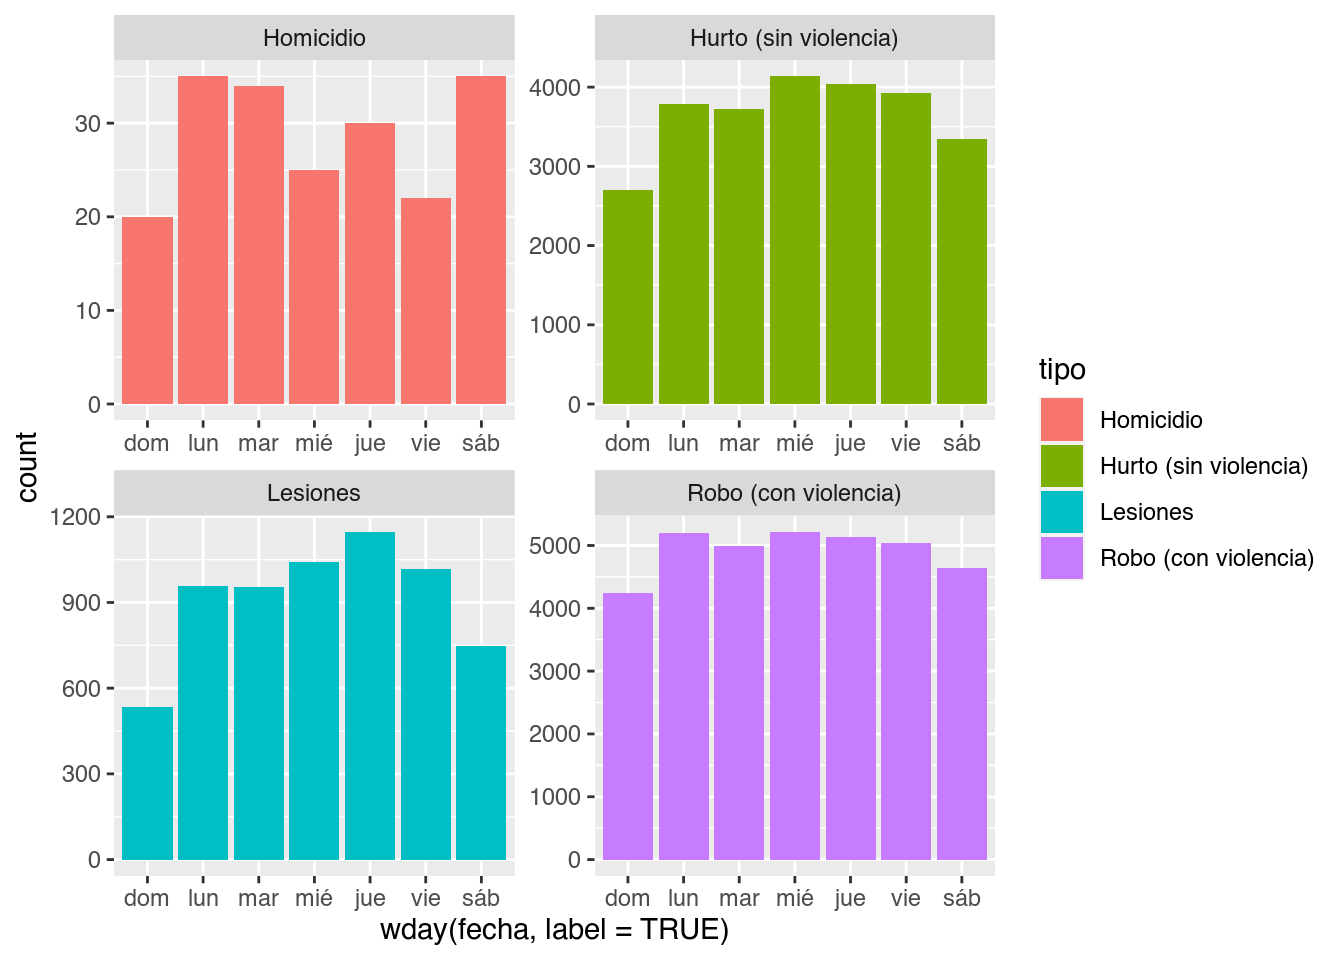 Homicidio
30
20
10
0
dom lun mar mié jue vie sáb
Hurto (sin violencia)
4000
3000
2000
1000
0
dom lun mar mié jue vie sáb
Lesiones
1200
900
600
300
0
dom lun mar mié jue vie sáb
Robo (con violencia)
5000
4000
3000
2000
1000
0
dom lun mar mié jue vie sáb
count
wday(fecha, label = TRUE)
tipo
Homicidio
Hurto (sin violencia)
Lesiones
Robo (con violencia)